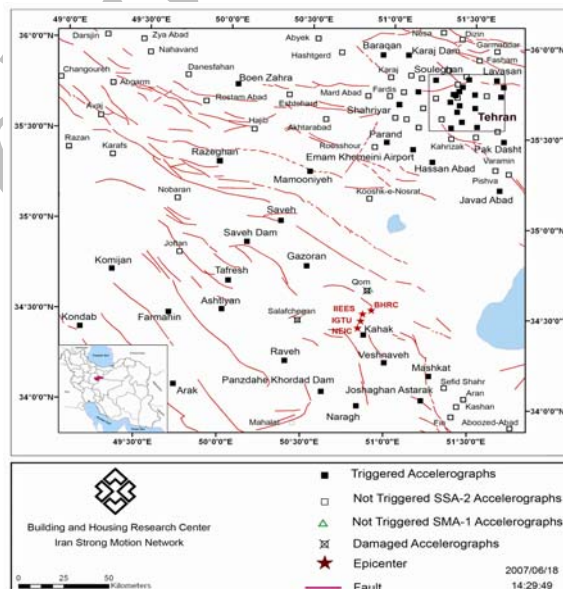 49°0'0"E 49°30'0"E 50°0'0"E 50°30'0"E 51°0'0"E 51°30'0"E
36°0'0"N
35°30'0"N
35°0'0"N
34°30'0"N
34°0'0"N
Darsjin
Zya Abad
Nahavand
Abyek
Hashtgerd
Baraqan
Karaj Dam
Nesa
Dizin
Garmabdar
Fasham
Changoureh
Abgarm
Danesfahan
Boen Zahra
Eshtehard
Mard Abad
Karaj
Fardis
Souleghan
Lavasan
Avaj
Rostam Abad
Hajib
Akhtarabad
Shahriyar
Tehran
Razan
Karafs
Razeghan
Roesshour
Parand
Kahrizak
Pak Dasht
Emam Khomeini Airport
Mamooniyeh
Hassan Abad
Varamin
Pishva
Nobaran
Kooshk-e-Nosrat
Javad Abad
Saveh
Saveh Dam
Jofian
Komijan
Tafresh
Gazoran
Qom
Ashtiyan
Farmahin
Kondab
Salafchegan
IIEES
BHRC
IGTU
NEIC
Kahak
Raveh
Veshnaveh
Mashkat
Arak
Panzdahe Khordad Dam
Joshaghan Astarak
Sefid Shahr
Aran
Kashan
Naragh
Mahalat
Fin
Aboozed-Abad
49°30'0"E 50°0'0"E 50°30'0"E 51°0'0"E 51°30'0"E
Building and Housing Research Center
Iran Strong Motion Network
0 25 50
Kilometers
Triggered Accelerographs
Not Triggered SSA-2 Accelerographs
Not Triggered SMA-1 Accelerographs
Damaged Accelerographs
Epicenter
Fault
2007/06/18
14:29:49